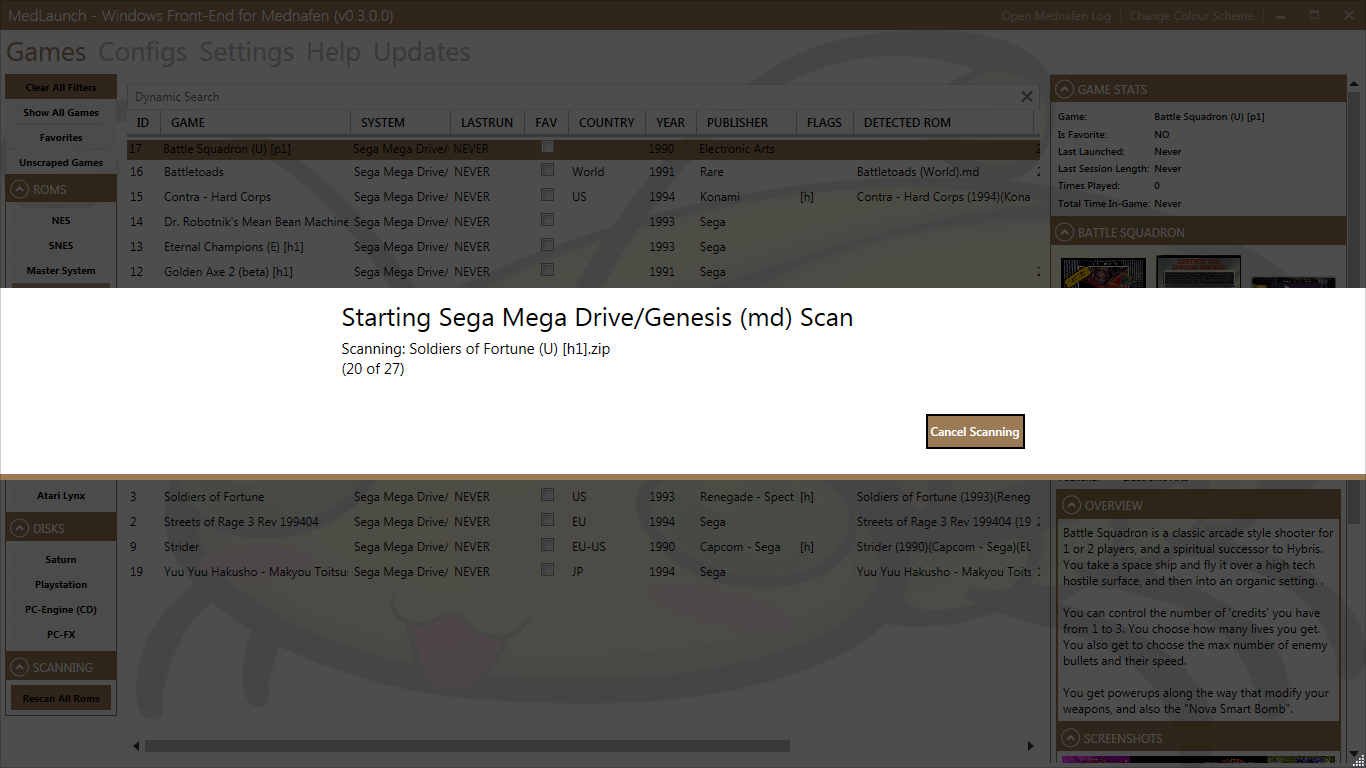 MedLaunch - Windows Front-End for Mednafen (v0.3.0.0)
Open Mednafen Log
Change Colour Scheme
Games Configs Settings Help Updates
Clear All Filters
Show All Games
Favorites
Unscraped Games
ROMS
NES
SNES
Master System
Dynamic Search
ID GAME SYSTEM LASTRUN FAV COUNTRY YEAR PUBLISHER FLAGS DETECTED ROM
17 Battle Squadron (U) [p1] Sega Mega Drive/ NEVER 1990 Electronic Arts 2
16 Battletoads Sega Mega Drive/ NEVER World 1991 Rare Battletoads (World).md 2
15 Contra - Hard Corps Sega Mega Drive/ NEVER US 1994 Konami [h] Contra - Hard Corps (1994)(Kona
14 Dr. Robotnik's Mean Bean Machine Sega Mega Drive/ NEVER 1993 Sega
13 Eternal Champions (E) [h1] Sega Mega Drive/ NEVER 1993 Sega
12 Golden Axe 2 (beta) [h1] Sega Mega Drive/ NEVER 1991 Sega 2
GAME STATS
Game: Battle Squadron (U) [p1]
Is Favorite: NO
Last Launched: Never
Last Session Length: Never
Times Played: 0
Total Time In-Game: Never
BATTLE SQUADRON
Starting Sega Mega Drive/Genesis (md) Scan
Scanning: Soldiers of Fortune (U) [h1].zip
(20 of 27)
Cancel Scanning
Atari Lynx
DISKS
Saturn
Playstation
PC-Engine (CD)
PC-FX
SCANNING
Rescan All Roms
3 Soldiers of Fortune Sega Mega Drive/ NEVER US 1993 Renegade - Spect [h] Soldiers of Fortune (1993)(Reneg
2 Streets of Rage 3 Rev 199404 Sega Mega Drive/ NEVER EU 1994 Sega Streets of Rage 3 Rev 199404 (19 2
9 Strider Sega Mega Drive/ NEVER EU-US 1990 Capcom - Sega [h] Strider (1990)(Capcom - Sega)(EU
19 Yuu Yuu Hakusho - Makyou Toitsu Sega Mega Drive/ NEVER JP 1994 Sega Yuu Yuu Hakusho - Makyou Toits 1
OVERVIEW
Battle Squadron is a classic arcade style shooter for
1 or 2 players, and a spiritual successor to Hybris.
You take a space ship and fly it over a high tech
hostile surface, and then into an organic setting. .
You can control the number of 'credits' you have
from 1 to 3. You choose how many lives you get.
You also get to choose the max number of enemy
bullets and their speed.
You get powerups along the way that modify your
weapons, and also the "Nova Smart Bomb".
SCREENSHOTS